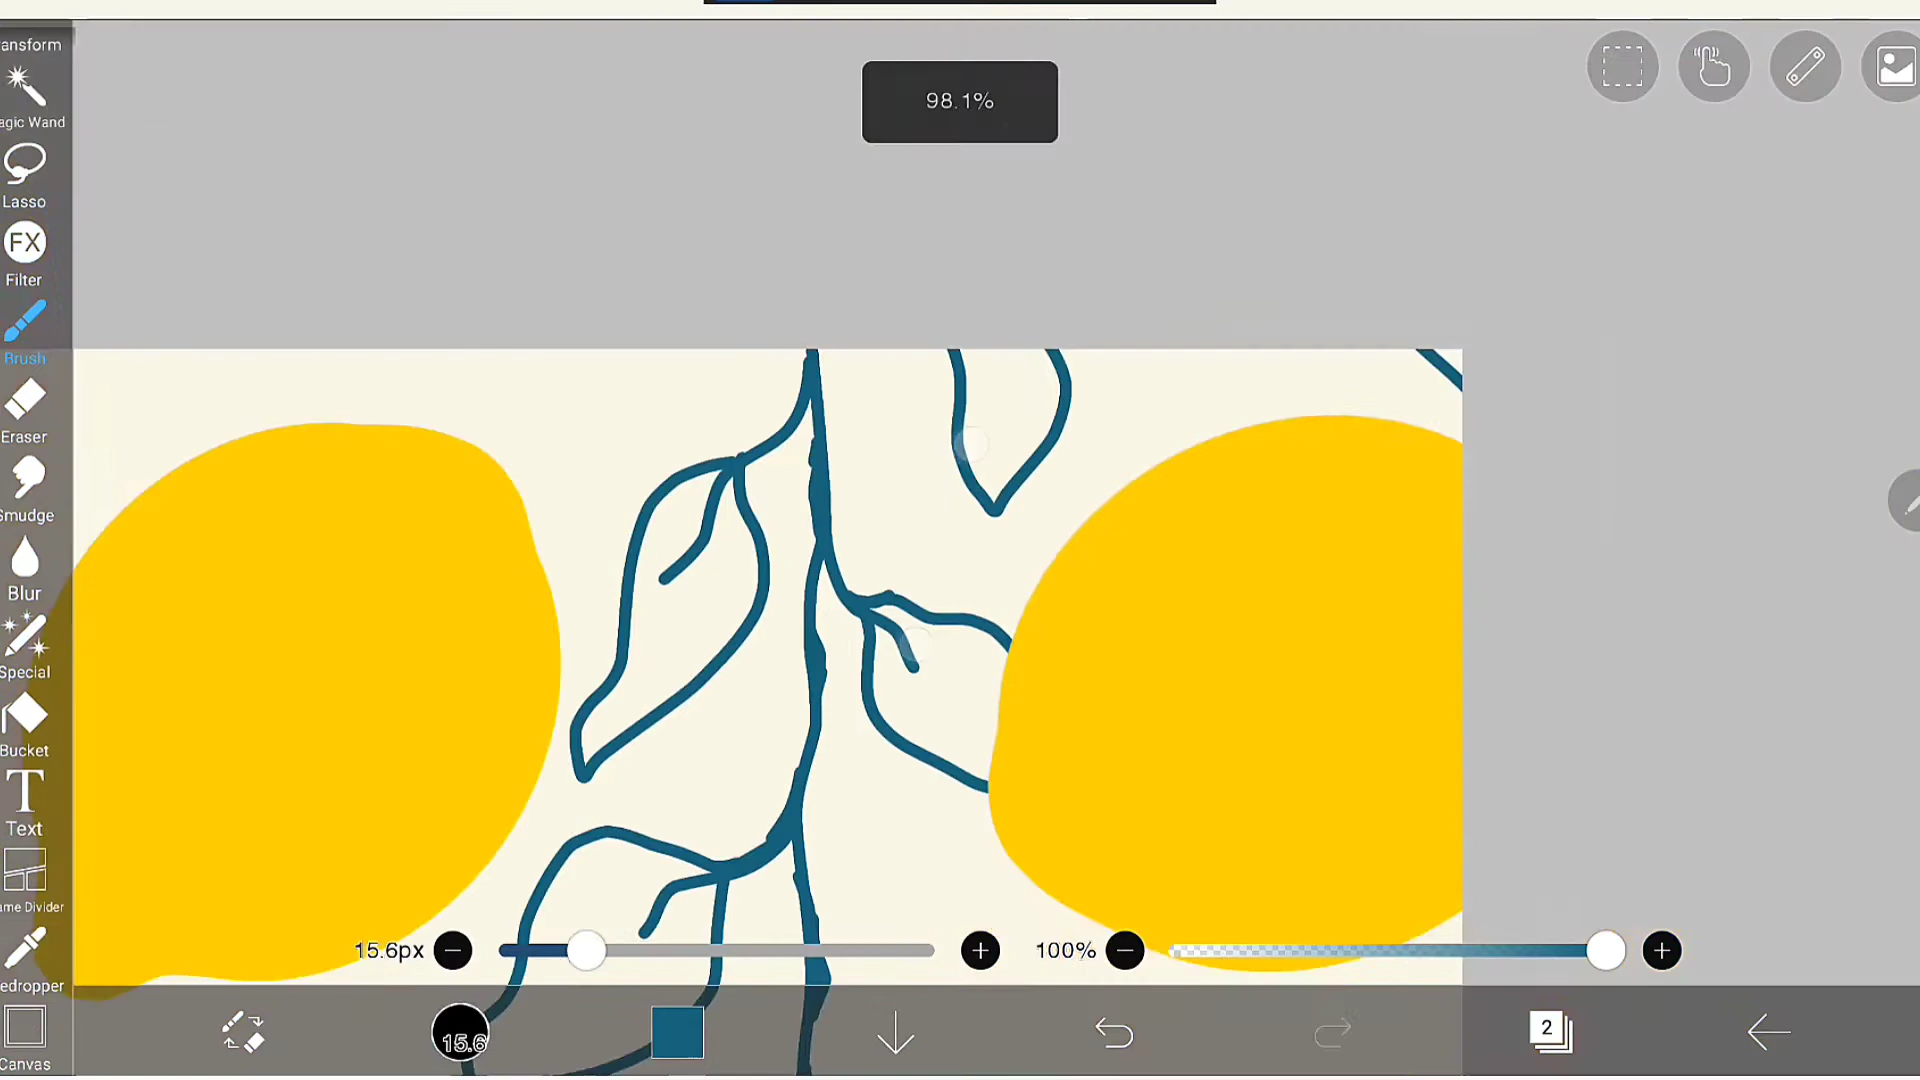 ansform
98.1%
agic Wand
Lasso
FX
Filter
Brush
Eraser
Smudge
Blur
Special
Bucket
T
Text
ame Divider
edropper
Canvas
15.6px
100%
15.6
2